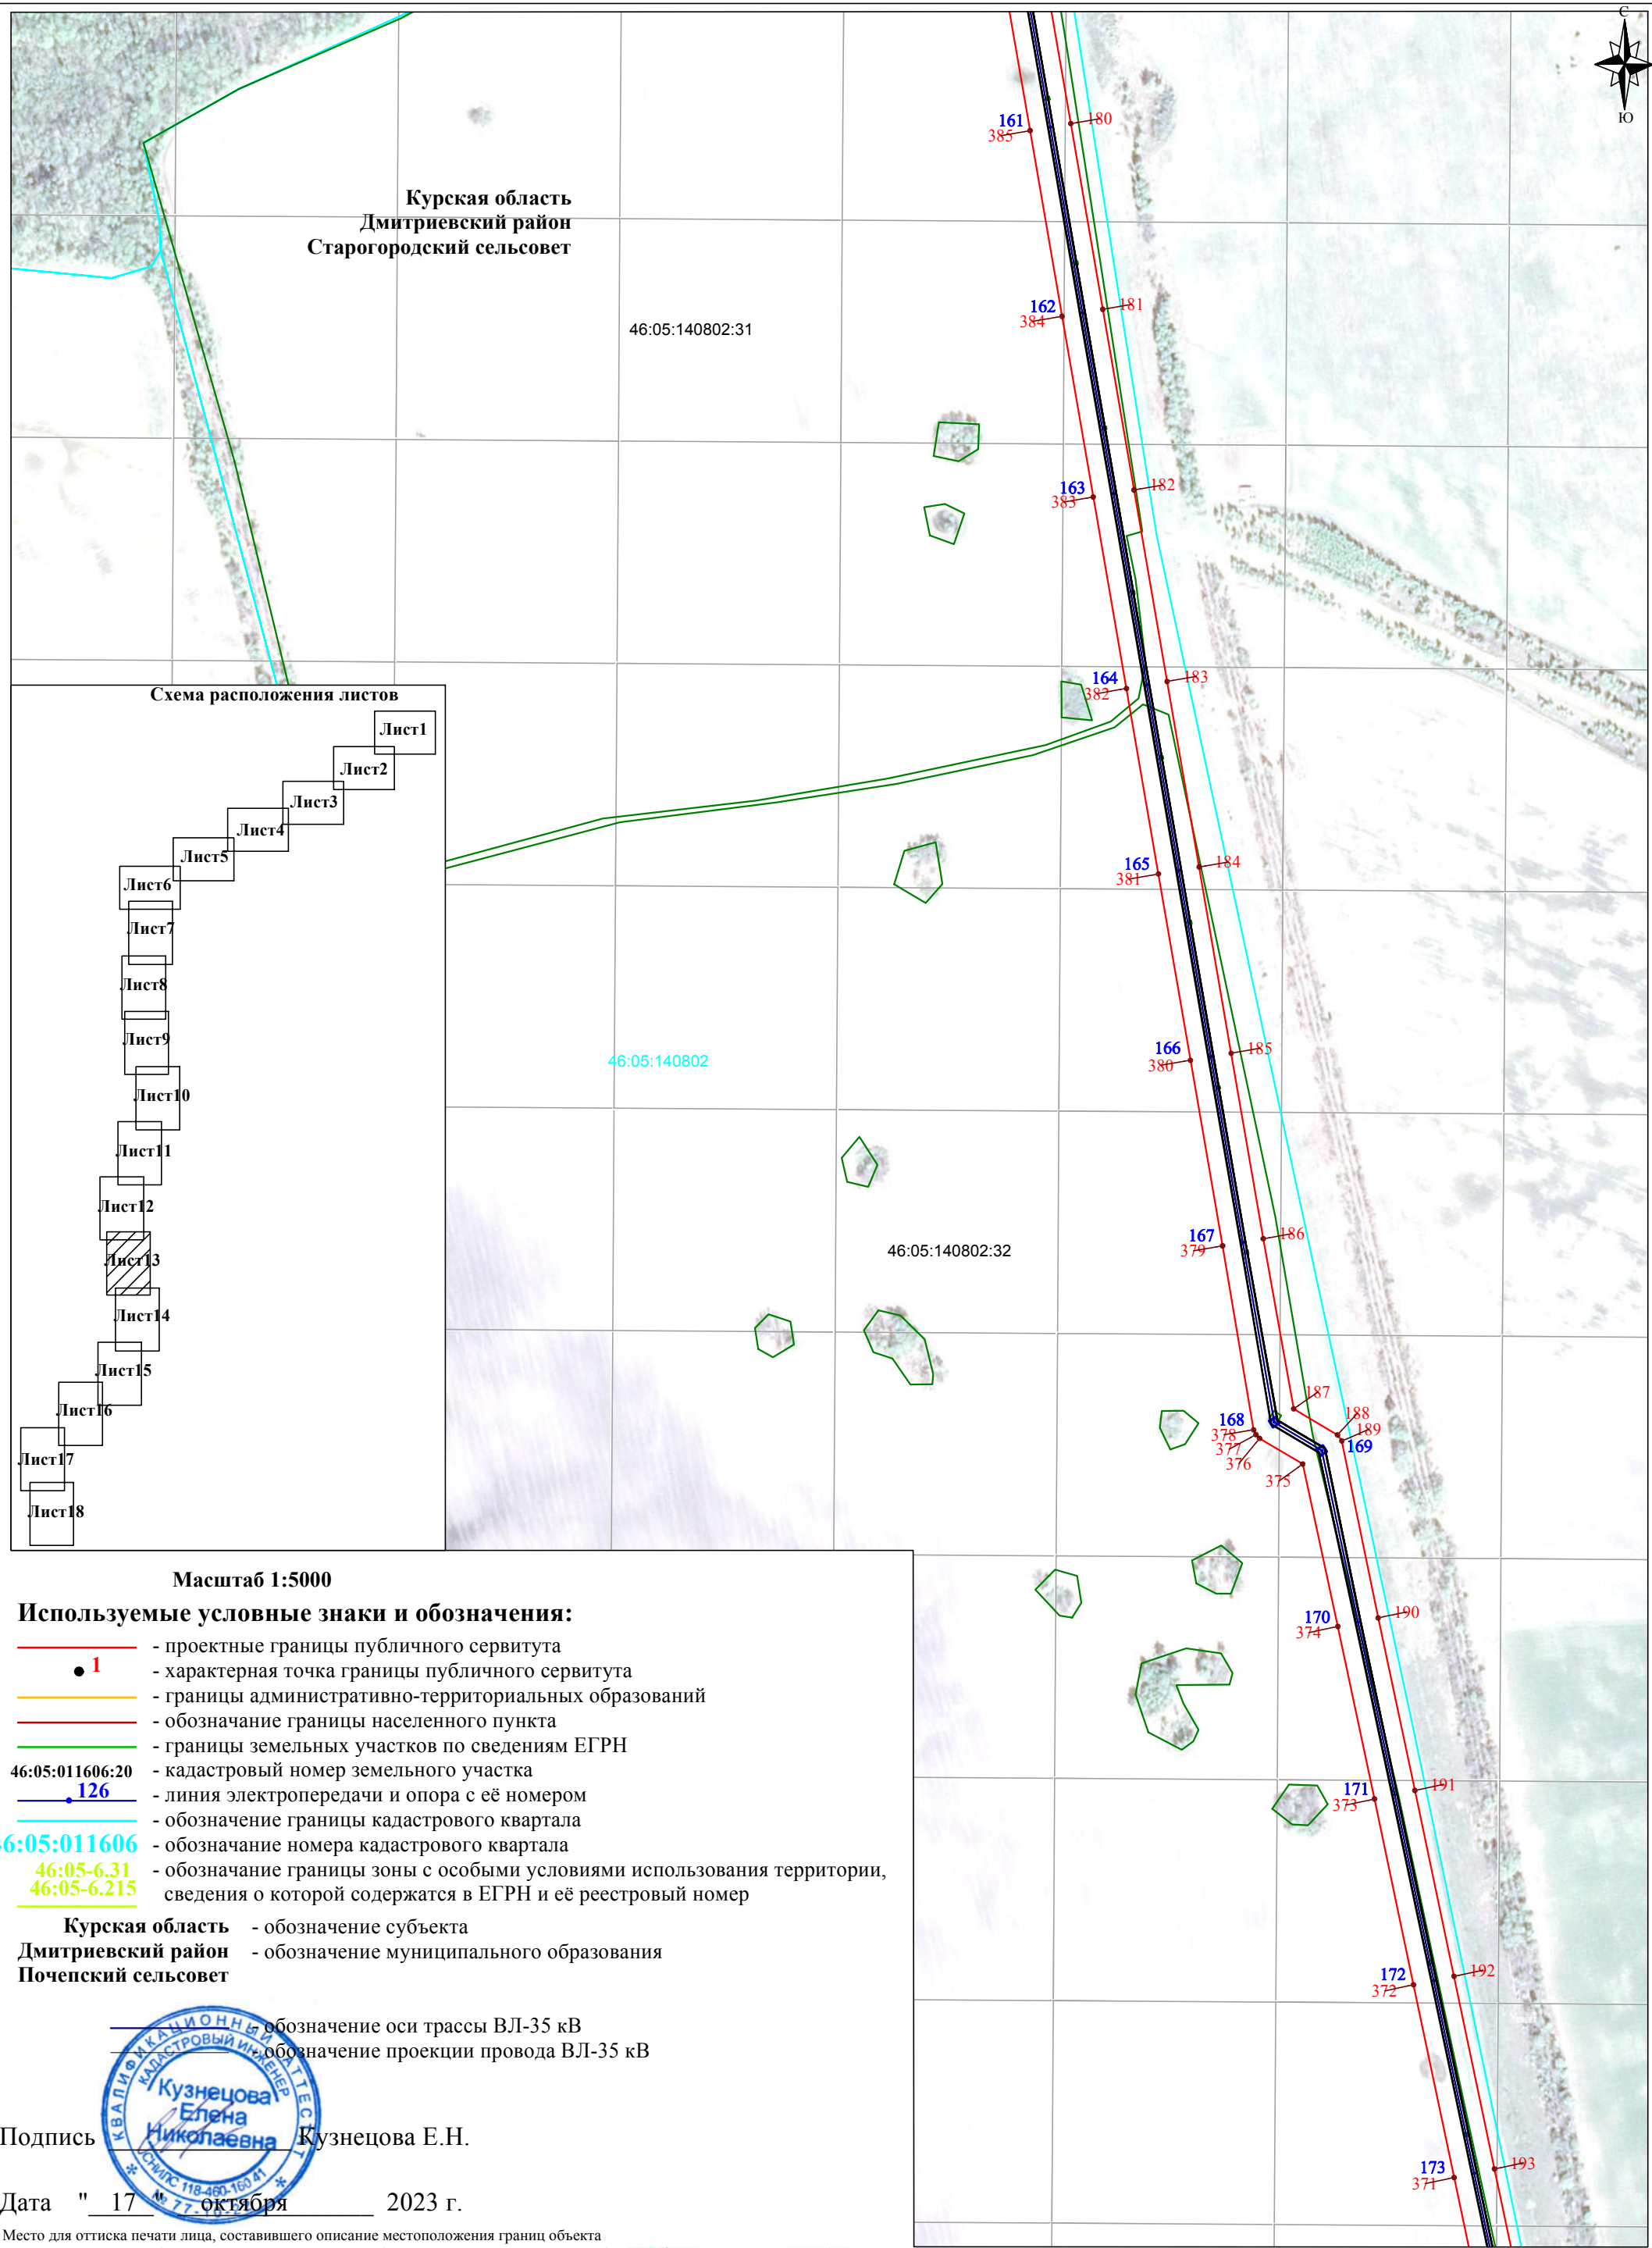 С
Ю
161
385
180
Курская область
Дмитриевский район
Старогородский сельсовет
162
384
181
46:05:140802:31
163
383
182
164
382
183
165
381
184
166
380
185
46:05:140802
167
379
186
46:05:140802:32
187
168
378
377
376
375
188
189
169
170
374
190
171
373
191
172
372
192
173
371
193
Схема расположения листов
Лист1
Лист2
Лист3
Лист4
Лист5
Лист6
Лист7
Лист8
Лист9
Лист10
Лист11
Лист12
Лист13
Лист14
Лист15
Лист16
Лист17
Лист18
Масштаб 1:5000
Используемые условные знаки и обозначения:
- проектные границы публичного сервитута
1 - характерная точка границы публичного сервитута
- границы административно-территориальных образований
- обозначание границы населенного пункта
- границы земельных участков по сведениям ЕГРН
46:05:011606:20 - кадастровый номер земельного участка
126 - линия электропередачи и опора с её номером
- обозначение границы кадастрового квартала
6:05:011606 - обозначание номера кадастрового квартала
46:05-6.31 - обозначание границы зоны с особыми условиями использования территории,
46:05-6.215 сведения о которой содержатся в ЕГРН и её реестровый номер
Курская область - обозначение субъекта
Дмитриевский район - обозначение муниципального образования
Почепский сельсовет
- обозначение оси трассы ВЛ-35 кВ
- обозначение проекции провода ВЛ-35 кВ
КВАЛИФИКАЦИОННЫЙ АТТЕСТАТ
КАДАСТРОВЫЙ ИНЖЕНЕР
Кузнецова
Елена
Николаевна
СНИЛС 118-460-160 41
Подпись Кузнецова Е.Н.
Дата " 17 " октября 2023 г.
Место для оттиска печати лица, составившего описание местоположения границ объекта